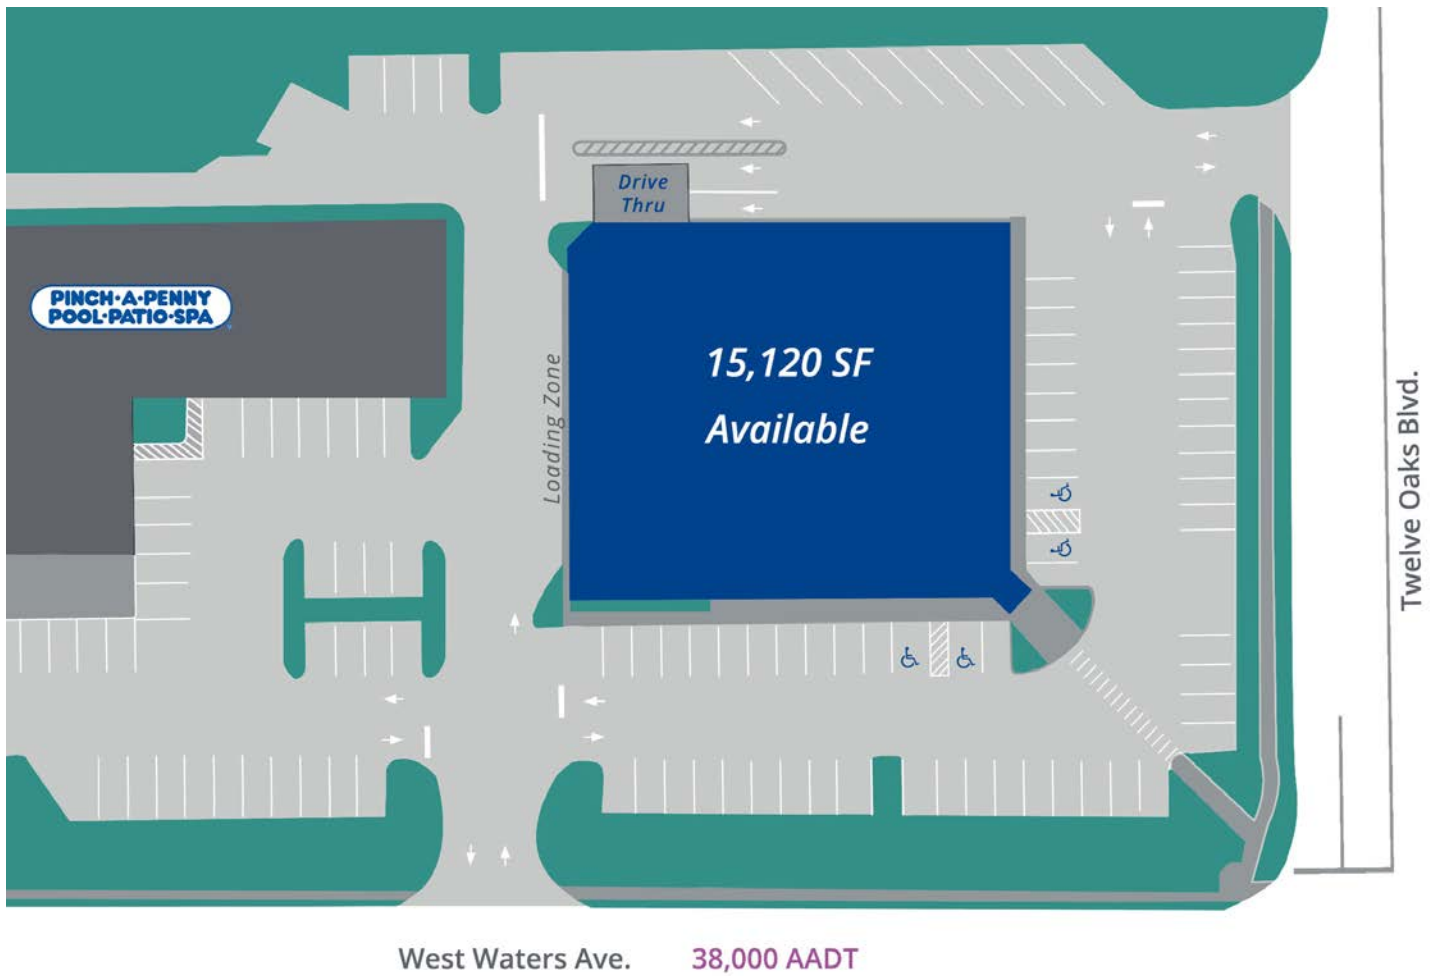 Drive
Thru
PINCH·A·PENNY
POOL·PATIO·SPA
15,120 SF
Available
Loading Zone
Twelve Oaks Blvd.
West Waters Ave. 38,000 AADT